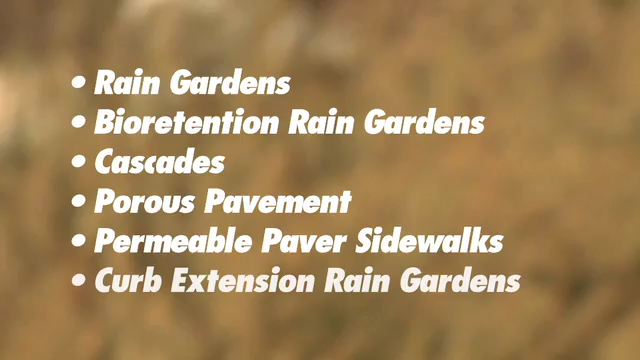 • Rain Gardens
• Bioretention Rain Gardens
• Cascades
• Porous Pavement
• Permeable Paver Sidewalks
• Curb Extension Rain Gardens